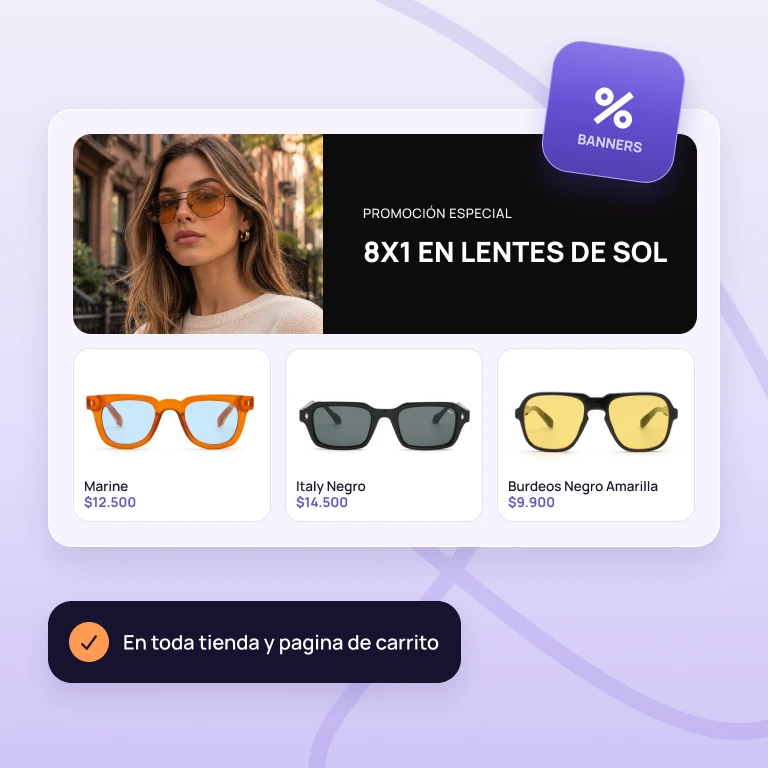 %
BANNERS
PROMOCIÓN ESPECIAL
8X1 EN LENTES DE SOL
Marine
$12.500
Italy Negro
$14.500
Burdeos Negro Amarilla
$9.900
En toda tienda y pagina de carrito